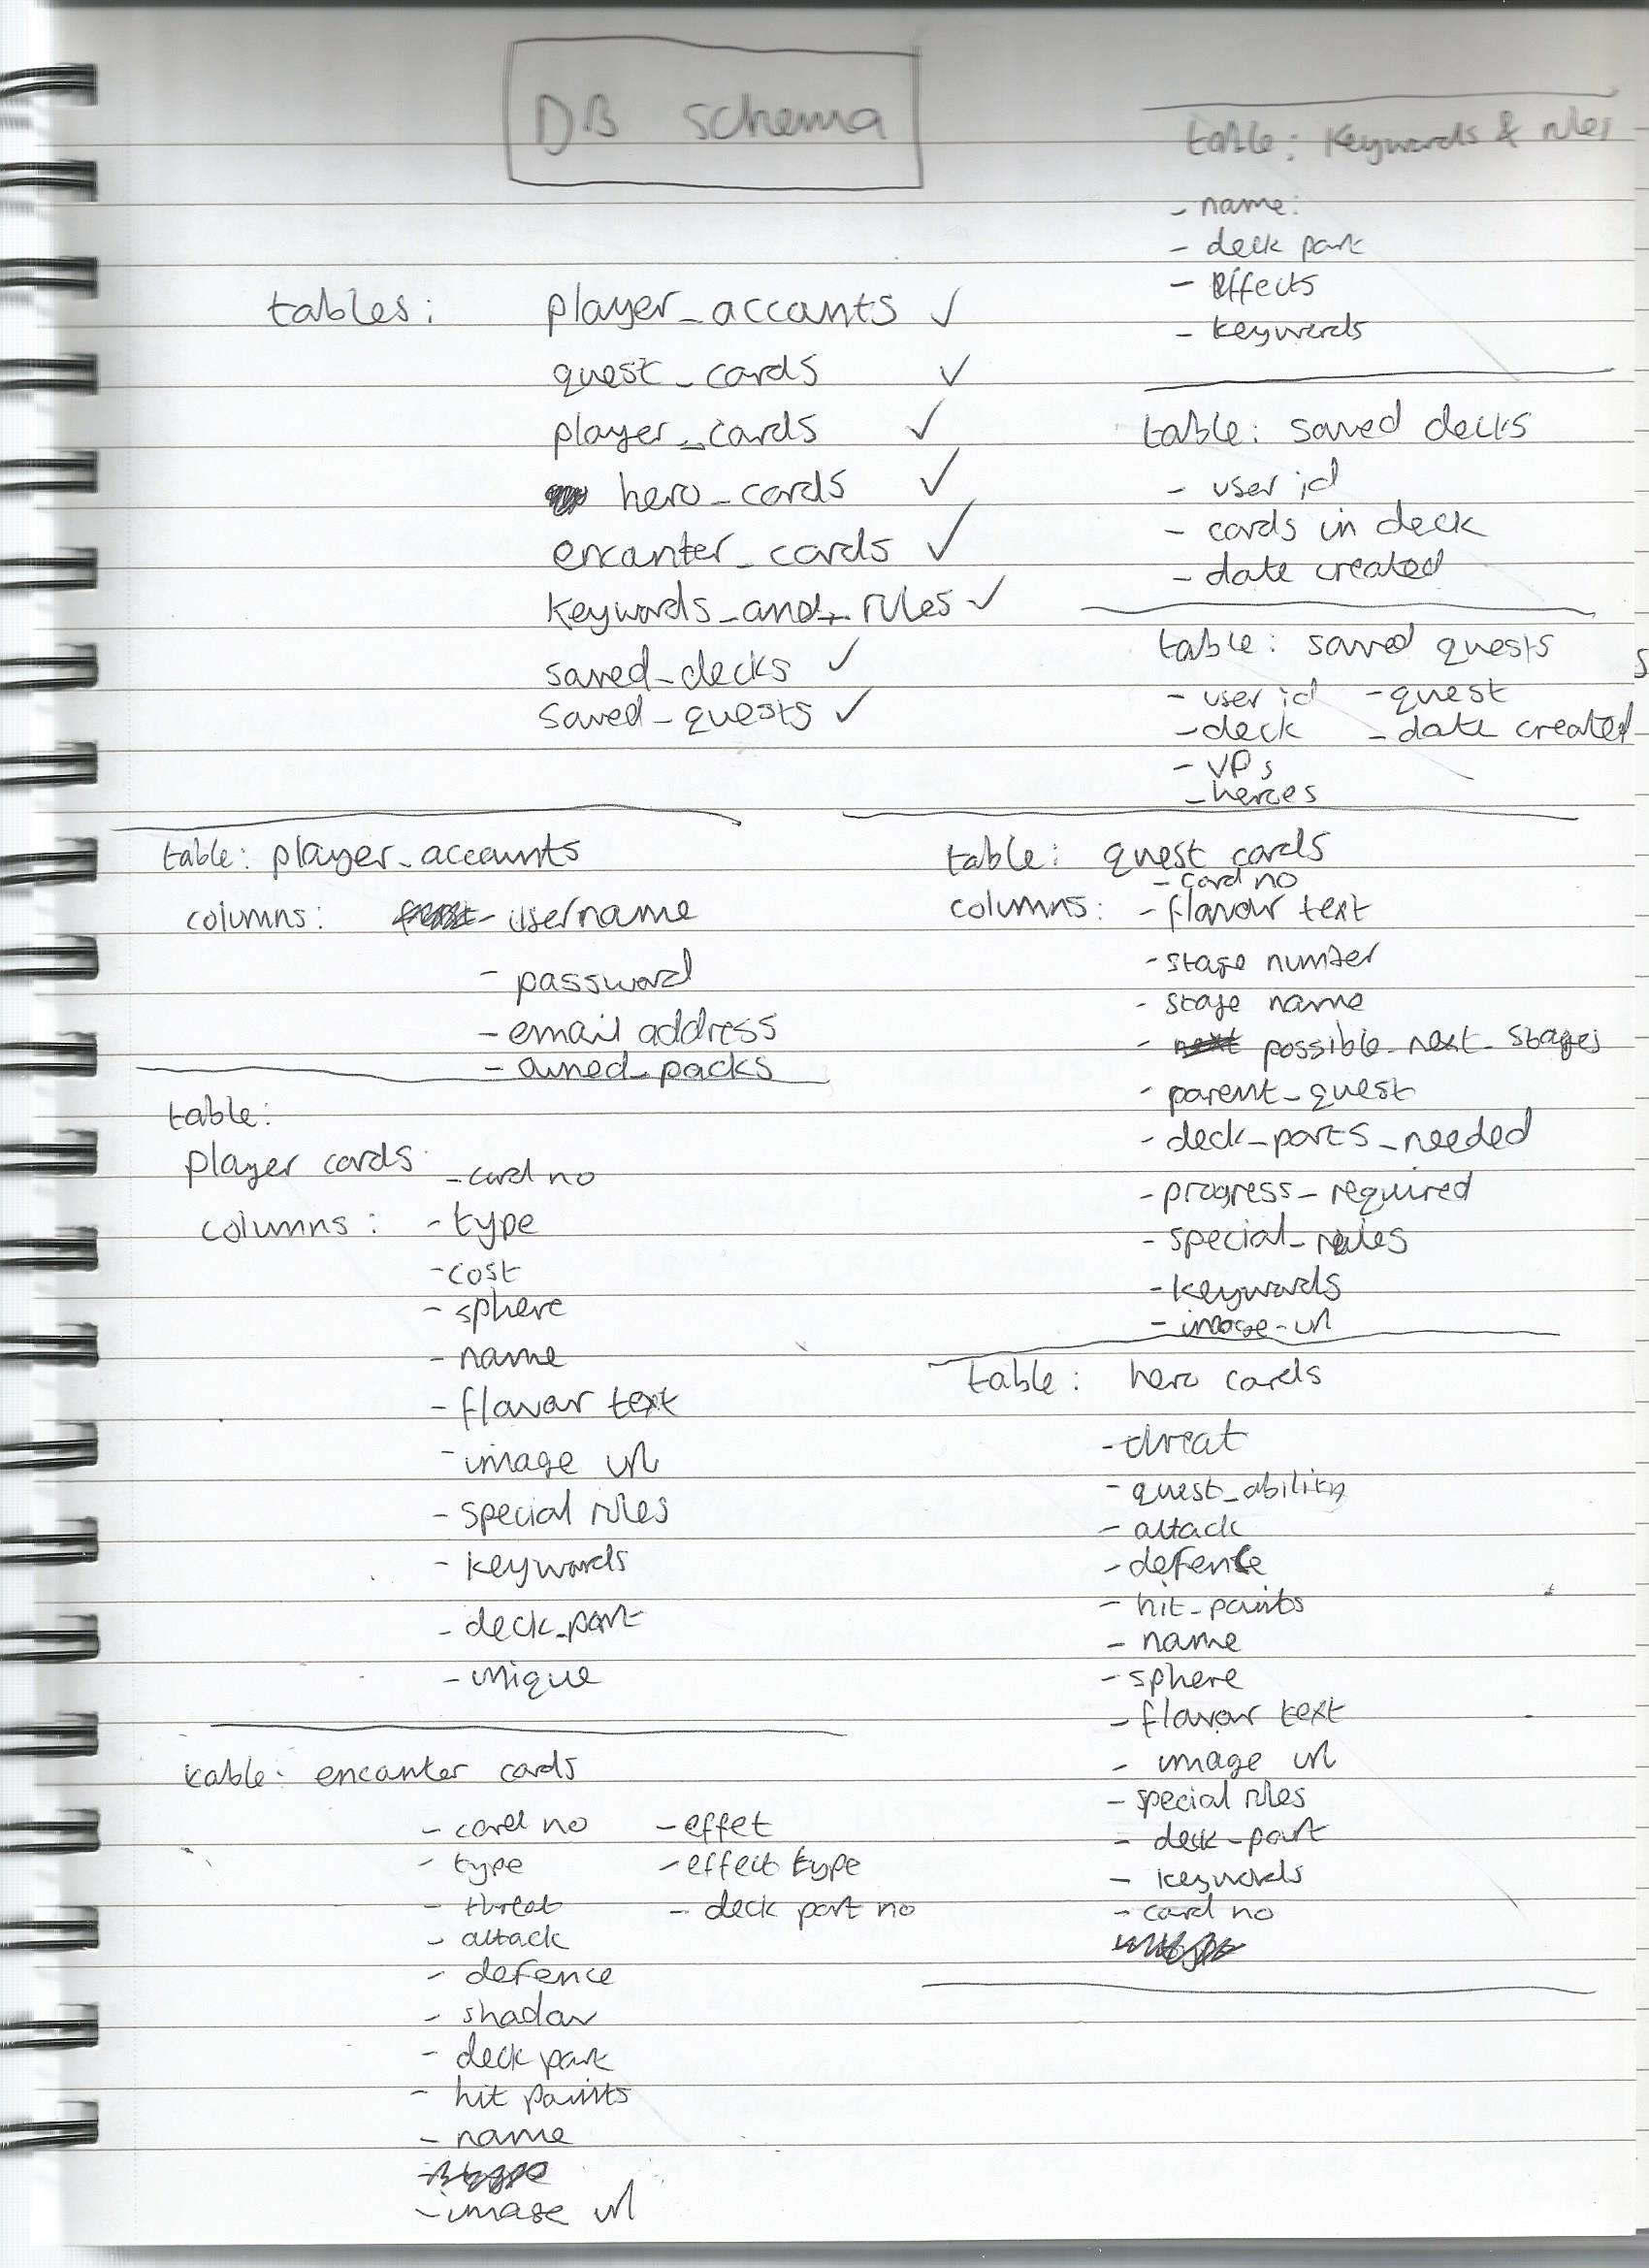 DB schema
tables:
player_accounts ✓
quest_cards ✓
player_cards ✓
hero_cards ✓
encounter_cards ✓
keywords_and_rules ✓
saved_decks ✓
saved_quests ✓
table: Keywords & rules
- name:
- deck part
- Effects
- keywords
table: saved decks
- user id
- cards in deck
- date created
table: saved quests
- user id - quest
- deck - date created
- VPs
- heroes
table: player_accounts
columns: - username
- password
- email address
- owned_packs
table:
player cards
- card no
columns: - type
- cost
- sphere
- name
- flavour text
- image url
- special rules
- keywords
- deck_part
- unique
table: encounter cards
- card no - effet
- type - effect type
- threat - deck part no
- attack
- defence
- shadow
- deck part
- hit points
- name
- image url
table: quest cards
- card no
columns: - flavour text
- stage number
- stage name
- next possible_next_stages
- parent_quest
- deck_parts_needed
- progress_required
- special_rules
- keywords
- image-url
table: hero cards
- threat
- quest_ability
- attack
- defence
- hit_points
- name
- sphere
- flavour text
- image url
- special rules
- deck_part
- keywords
- card no